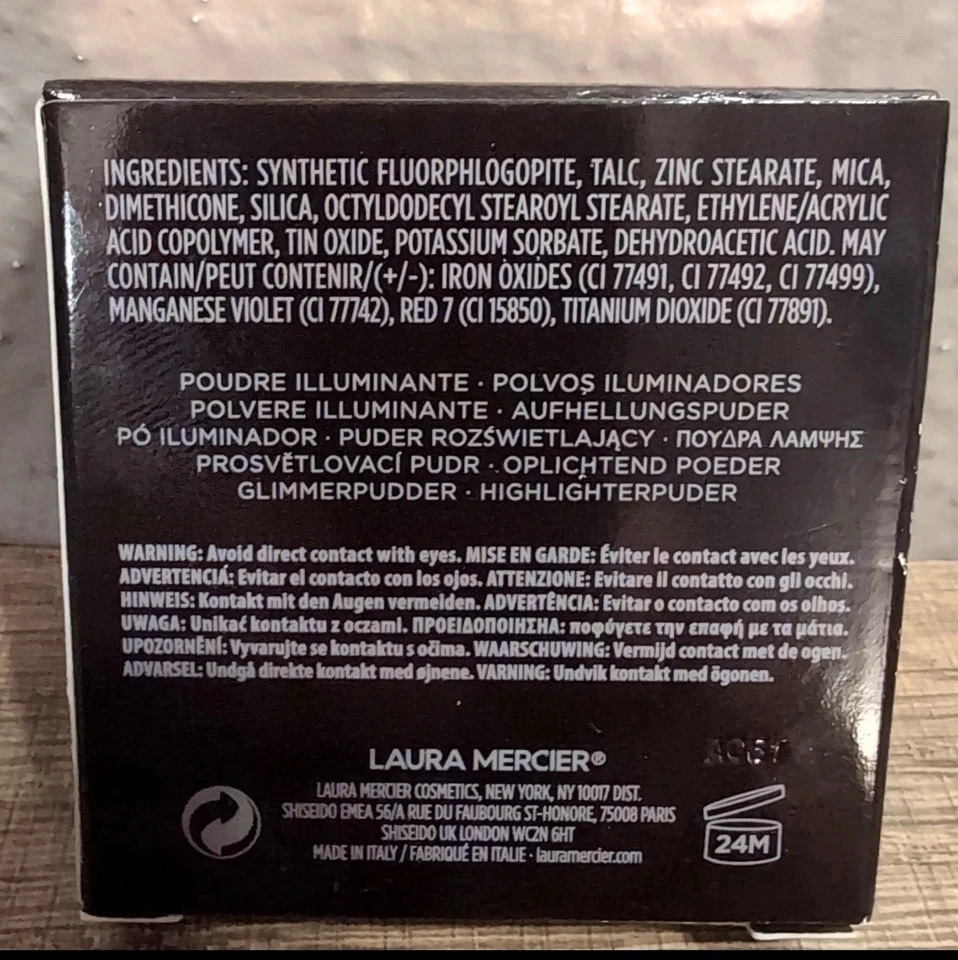 INGREDIENTS: SYNTHETIC FLUORPHLOGOPITE, TALC, ZINC STEARATE, MICA,
DIMETHICONE, SILICA, OCTYLDODECYL STEAROYL STEARATE, ETHYLENE/ACRYLIC
ACID COPOLYMER, TIN OXIDE, POTASSIUM SORBATE, DEHYDROACETIC ACID. MAY
CONTAIN/PEUT CONTENIR/(+/-): IRON OXIDES (CI 77491, CI 77492, CI 77499),
MANGANESE VIOLET (CI 77742), RED 7 (CI 15850), TITANIUM DIOXIDE (CI 77891).
POUDRE ILLUMINANTE · POLVOS ILUMINADORES
POLVERE ILLUMINANTE · AUFHELLUNGSPUDER
PÓ ILUMINADOR · PUDER ROZŚWIETLAJĄCY · ΠΟΥΔΡΑ ΛΑΜΨΗΣ
PROSVĚTLOVACÍ PUDR · OPLICHTEND POEDER
GLIMMERPUDDER · HIGHLIGHTERPUDER
WARNING: Avoid direct contact with eyes. MISE EN GARDE: Éviter le contact avec les yeux.
ADVERTENCIA: Evitar el contacto con los ojos. ATTENZIONE: Evitare il contatto con gli occhi.
HINWEIS: Kontakt mit den Augen vermeiden. ADVERTÊNCIA: Evitar o contacto com os olhos.
UWAGA: Unikać kontaktu z oczami. ΠΡΟΕΙΔΟΠΟΙΗΣΗΑ: ποφύγετε την επαφή με τα μάτια.
UPOZORNĚNÍ: Vyvarujte se kontaktu s očima. WAARSCHUWING: Vermijd contact met de ogen.
ADVARSEL: Undgå direkte kontakt med øjnene. VARNING: Undvik kontakt med ögonen.
LAURA MERCIER®
LAURA MERCIER COSMETICS, NEW YORK, NY 10017 DIST.
SHISEIDO EMEA 56/A RUE DU FAUBOURG ST-HONORE, 75008 PARIS
SHISEIDO UK LONDON WC2N 6HT
MADE IN ITALY / FABRIQUÉ EN ITALIE · lauramercier.com
24M